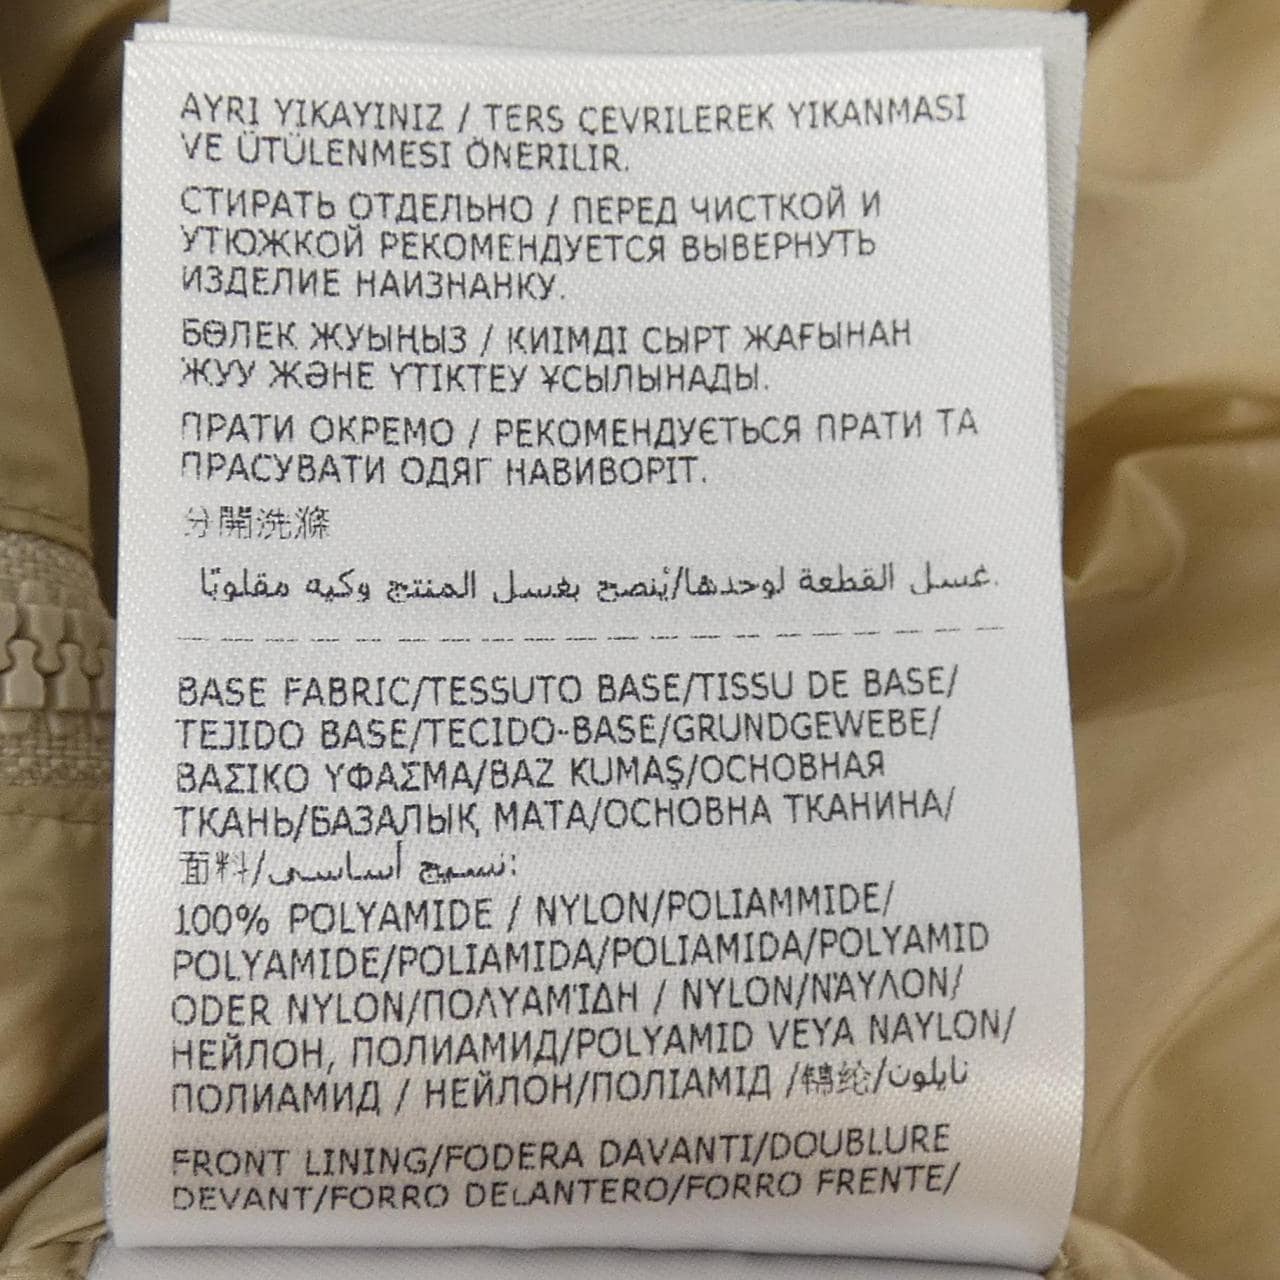 AYRI YIKAYINIZ / TERS ÇEVRILEREK YIKANMASI
VE ÜTÜLENMESI ÖNERILIR.
СТИРАТЬ ОТДЕЛЬНО / ПЕРЕД ЧИСТКОЙ И
УТЮЖКОЙ РЕКОМЕНДУЕТСЯ ВЫВЕРНУТЬ
ИЗДЕЛИЕ НАИЗНАНКУ.
БӨЛЕК ЖУЫҢЫЗ / КИІМДІ СЫРТ ЖАҒЫНАН
ЖУУ ЖӘНЕ ҮТІКТЕУ ҰСЫЛЫНАДЫ.
ПРАТИ ОКРЕМО / РЕКОМЕНДУЄТЬСЯ ПРАТИ ТА
ПРАСУВАТИ ОДЯГ НАВИВОРІТ.
分開洗滌
غسل القطعة لوحدها/يُنصح بغسل المنتج وكيه مقلوبًا.
BASE FABRIC/TESSUTO BASE/TISSU DE BASE/
TEJIDO BASE/TECIDO-BASE/GRUNDGEWEBE/
ΒΑΣΙΚΟ ΥΦΑΣΜΑ/BAZ KUMAŞ/ОСНОВНАЯ
ТКАНЬ/БАЗАЛЫҚ МАТА/ОСНОВНА ТКАНИНА/
面料/نسيج أساسي:
100% POLYAMIDE / NYLON/POLIAMMIDE/
POLYAMIDE/POLIAMIDA/POLIAMIDA/POLYAMID
ODER NYLON/ΠΟΛΥΑΜΊΔΗ / NYLON/ΝΆΥΛΟΝ/
НЕЙЛОН, ПОЛИАМИД/POLYAMID VEYA NAYLON/
ПОЛИАМИД / НЕЙЛОН/ПОЛІАМІД /锦纶/نايلون
FRONT LINING/FODERA DAVANTI/DOUBLURE
DEVANT/FORRO DELANTERO/FORRO FRENTE/